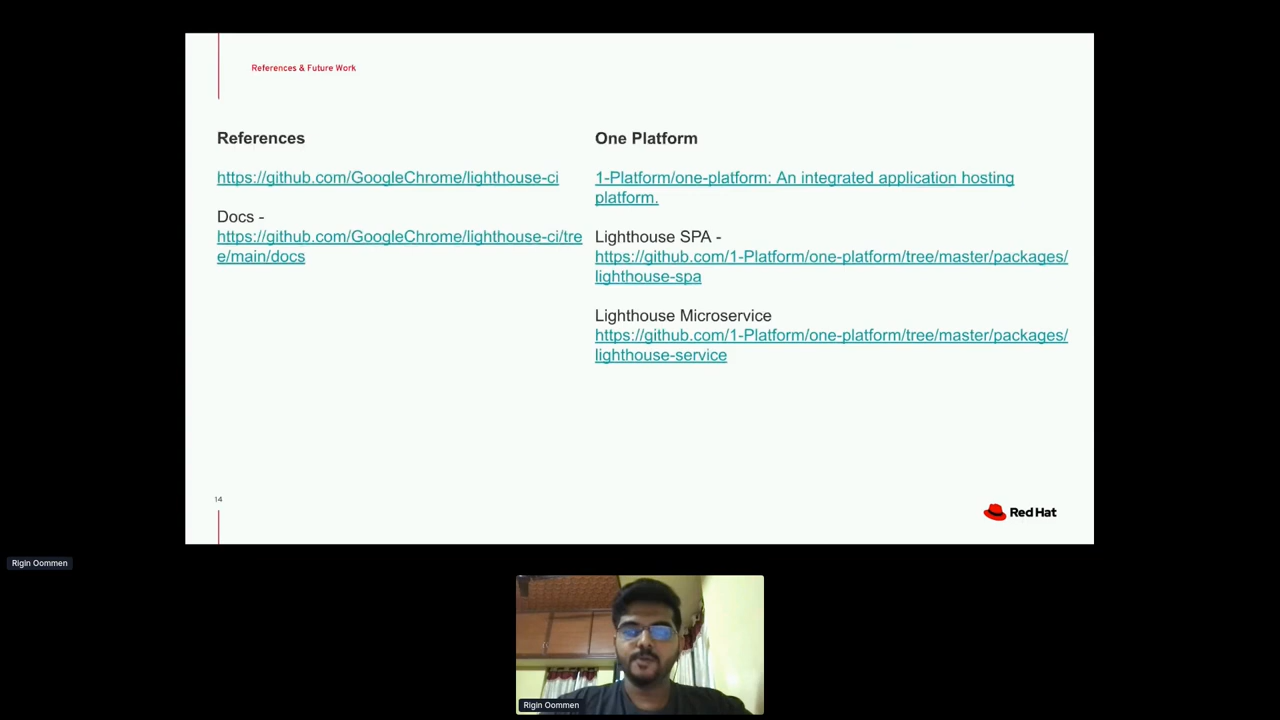 References & Future Work
References
https://github.com/GoogleChrome/lighthouse-ci
Docs -
https://github.com/GoogleChrome/lighthouse-ci/tre
e/main/docs
One Platform
1-Platform/one-platform: An integrated application hosting
platform.
Lighthouse SPA -
https://github.com/1-Platform/one-platform/tree/master/packages/
lighthouse-spa
Lighthouse Microservice
https://github.com/1-Platform/one-platform/tree/master/packages/
lighthouse-service
14
Red Hat
Rigin Oommen
Rigin Oommen